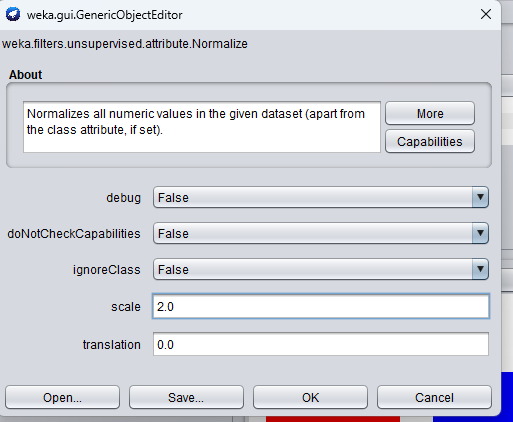 weka.gui.GenericObjectEditor
weka.filters.unsupervised.attribute.Normalize
About
Normalizes all numeric values in the given dataset (apart from
the class attribute, if set).
More
Capabilities
debug False
doNotCheckCapabilities False
ignoreClass False
scale 2.0
translation 0.0
Open... Save... OK Cancel